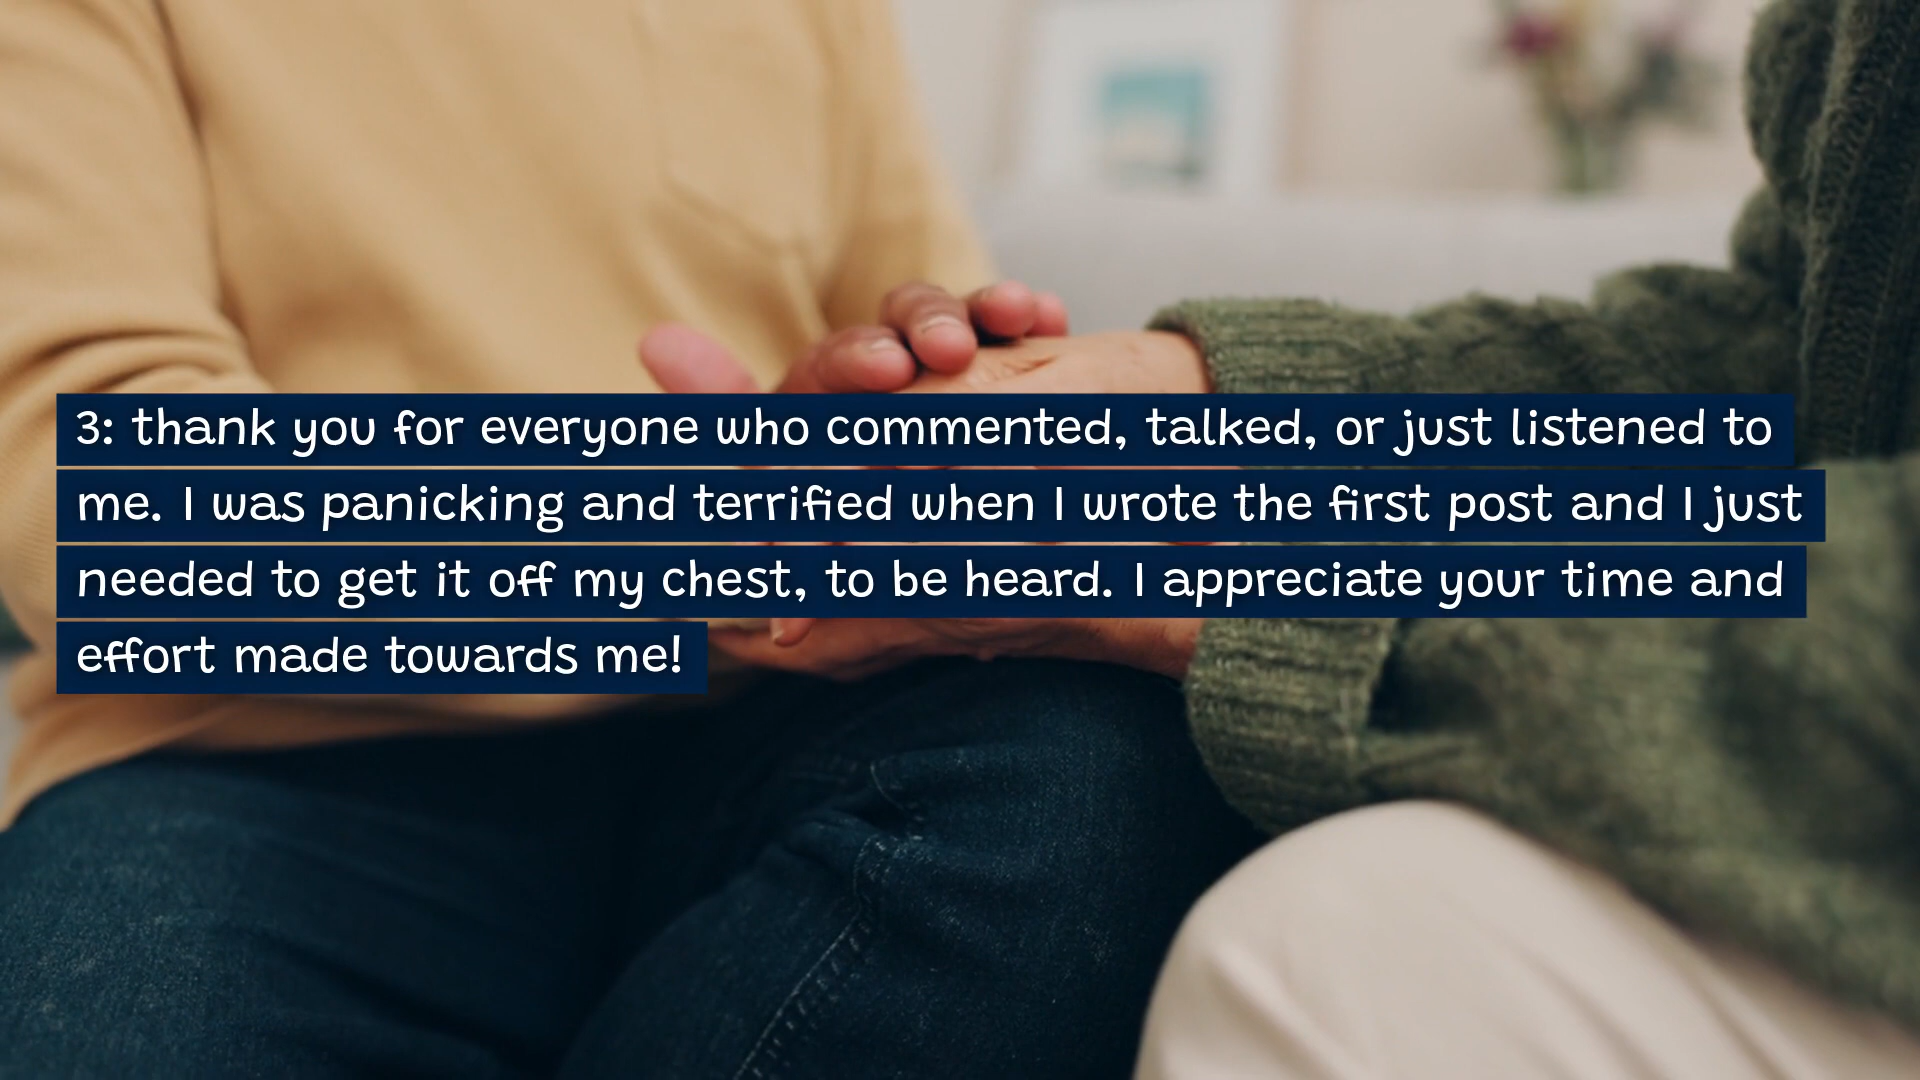 3: thank you for everyone who commented, talked, or just listened to
me. I was panicking and terrified when I wrote the first post and I just
needed to get it off my chest, to be heard. I appreciate your time and
effort made towards me!